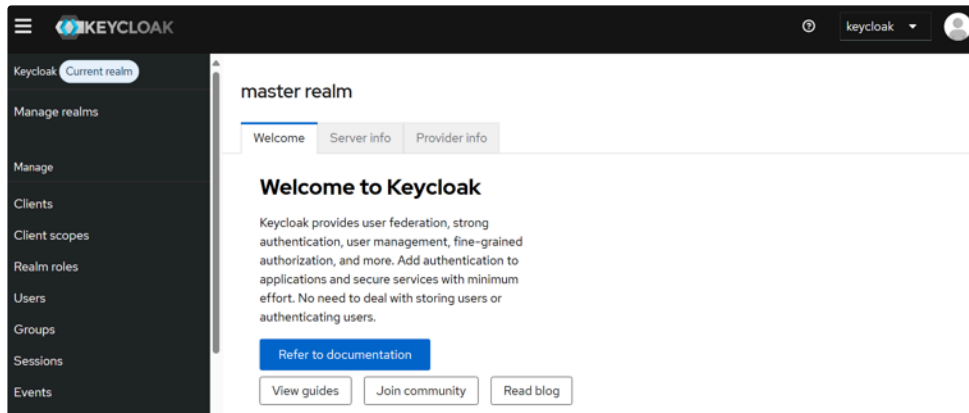 KEYCLOAK
keycloak
Keycloak Current realm
Manage realms
Manage
Clients
Client scopes
Realm roles
Users
Groups
Sessions
Events
master realm
Welcome Server info Provider info
Welcome to Keycloak
Keycloak provides user federation, strong
authentication, user management, fine-grained
authorization, and more. Add authentication to
applications and secure services with minimum
effort. No need to deal with storing users or
authenticating users.
Refer to documentation
View guides Join community Read blog